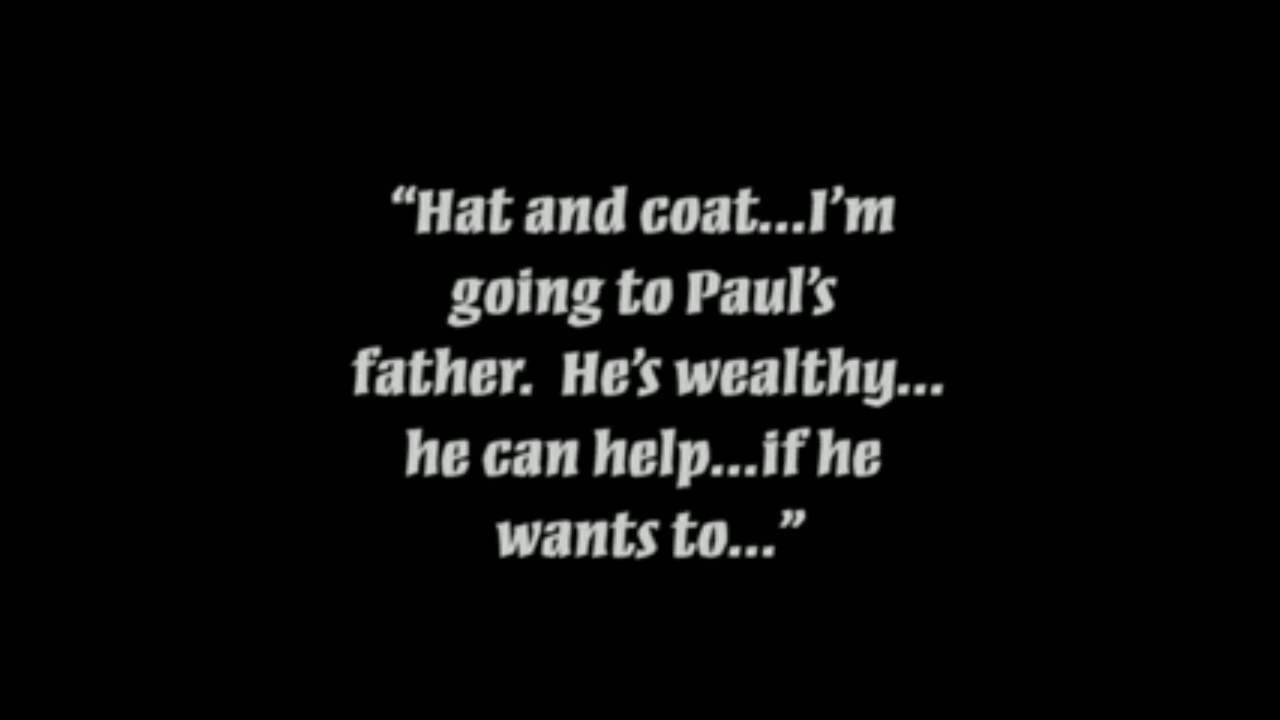 “Hat and coat...I’m
going to Paul’s
father.  He’s wealthy...
he can help...if he
wants to...”